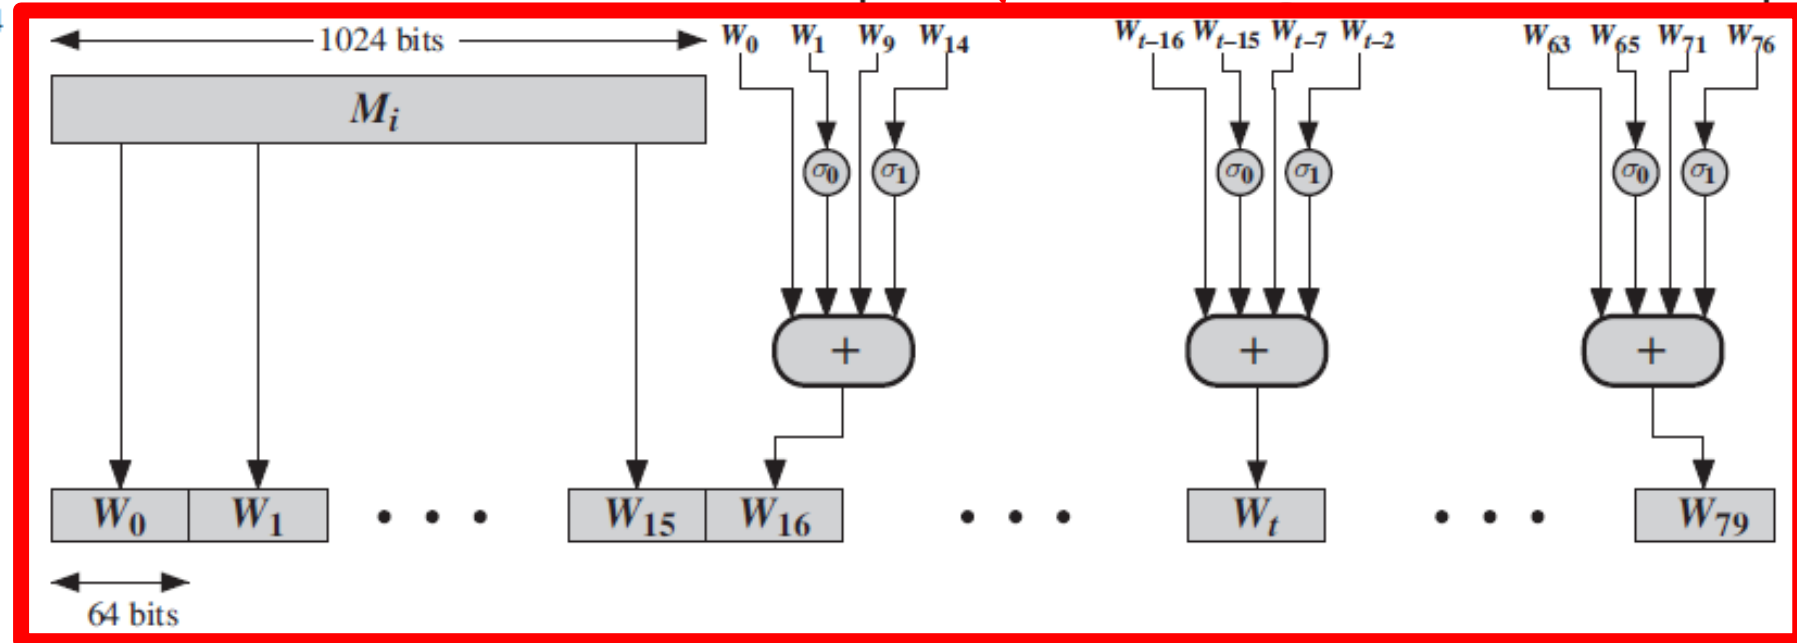 1024 bits
W0 W1 W9 W14
Wt–16 Wt–15 Wt–7 Wt–2
W63 W65 W71 W76
Mi
σ0 σ1
σ0 σ1
σ0 σ1
+ + +
W0 W1 • • • W15 W16 • • • Wt • • • W79
64 bits